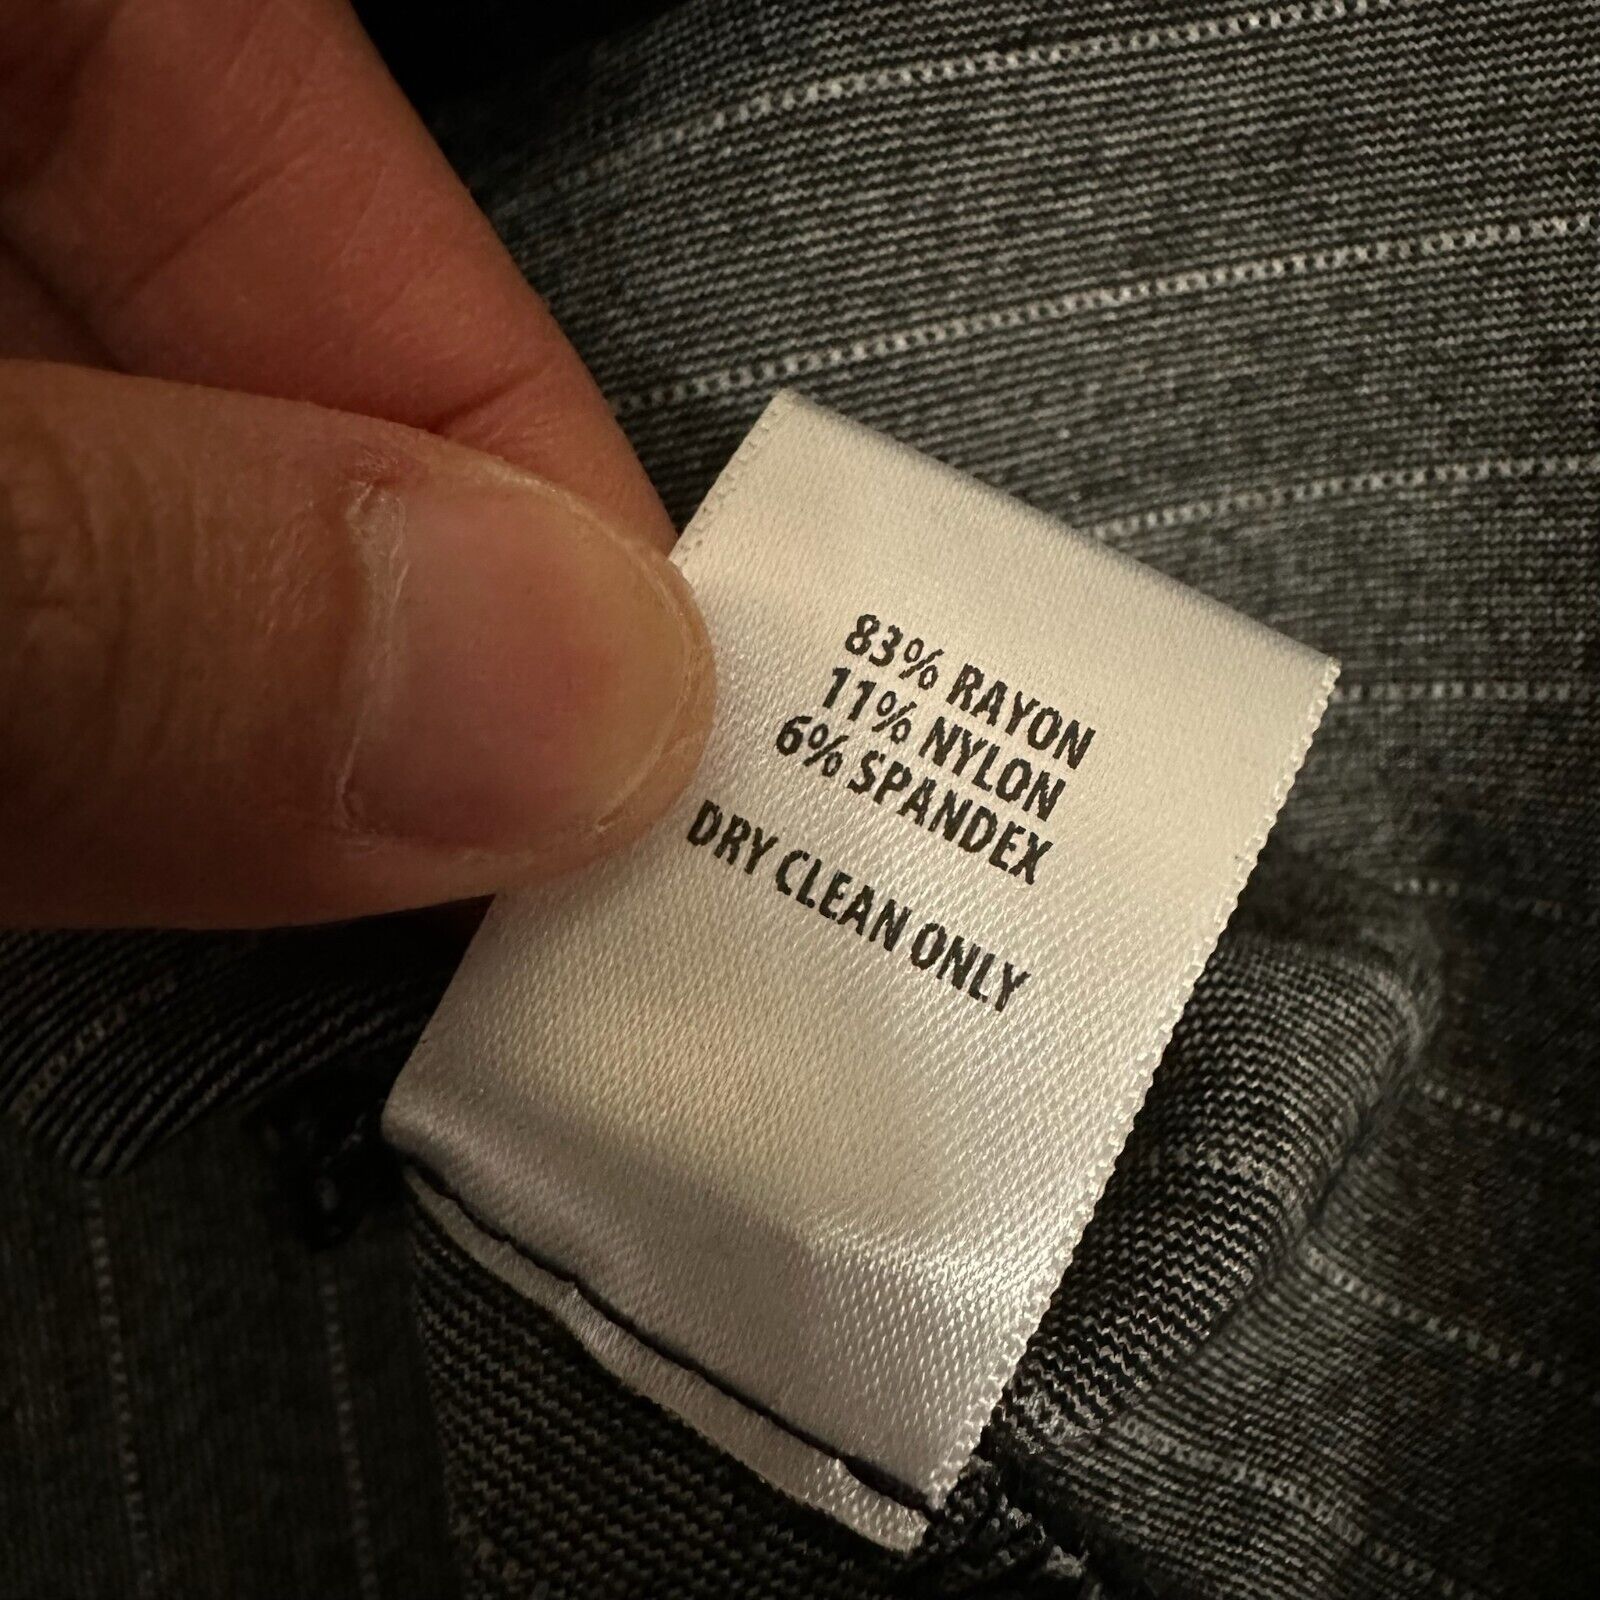 83% RAYON
11% NYLON
6% SPANDEX
DRY CLEAN ONLY